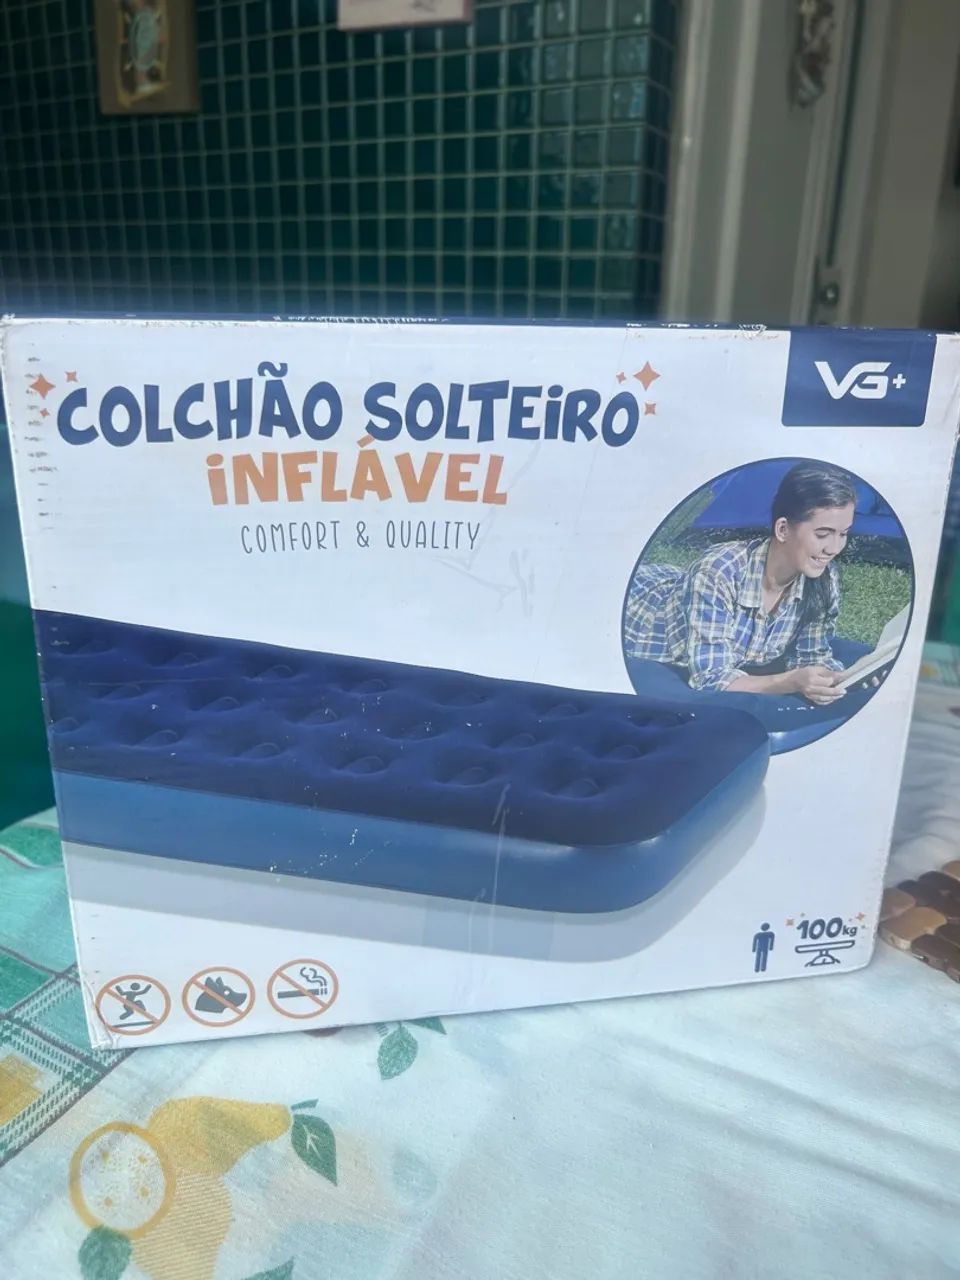 COLCHÃO SOLTEIRO
INFLÁVEL
COMFORT & QUALITY
VG+
100kg